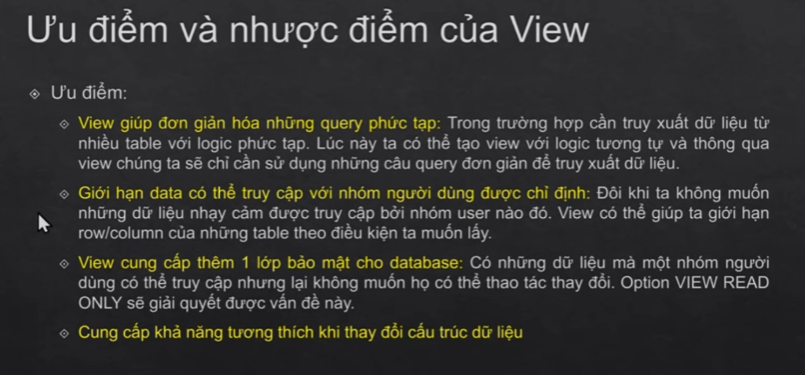 Ưu điểm và nhược điểm của View
Ưu điểm:
View giúp đơn giản hóa những query phức tạp: Trong trường hợp cần truy xuất dữ liệu từ
nhiều table với logic phức tạp. Lúc này ta có thể tạo view với logic tương tự và thông qua
view chúng ta sẽ chỉ cần sử dụng những câu query đơn giản để truy xuất dữ liệu.
Giới hạn data có thể truy cập với nhóm người dùng được chỉ định: Đôi khi ta không muốn
những dữ liệu nhạy cảm được truy cập bởi nhóm user nào đó. View có thể giúp ta giới hạn
row/column của những table theo điều kiện ta muốn lấy.
View cung cấp thêm 1 lớp bảo mật cho database: Có những dữ liệu mà một nhóm người
dùng có thể truy cập nhưng lại không muốn họ có thể thao tác thay đổi. Option VIEW READ
ONLY sẽ giải quyết được vấn đề này.
Cung cấp khả năng tương thích khi thay đổi cấu trúc dữ liệu